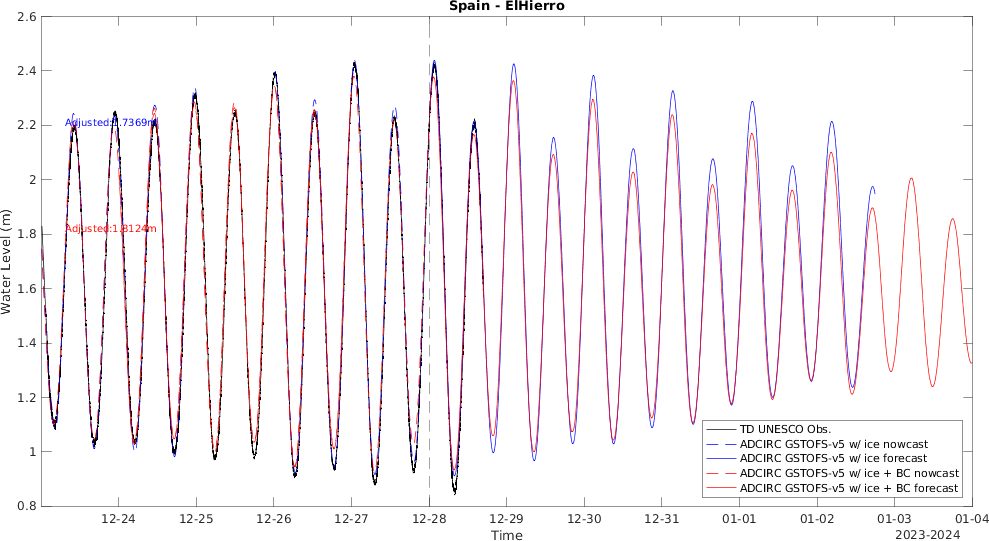 Spain - ElHierro
2.6
2.4
2.2
2
1.8
1.6
1.4
1.2
1
0.8
Water Level (m)
Adjusted:1.7369m
Adjusted:1.8124m
TD UNESCO Obs.
ADCIRC GSTOFS-v5 w/ ice nowcast
ADCIRC GSTOFS-v5 w/ ice forecast
ADCIRC GSTOFS-v5 w/ ice + BC nowcast
ADCIRC GSTOFS-v5 w/ ice + BC forecast
12-24 12-25 12-26 12-27 12-28 12-29 12-30 12-31 01-01 01-02 01-03 01-04
Time
2023-2024